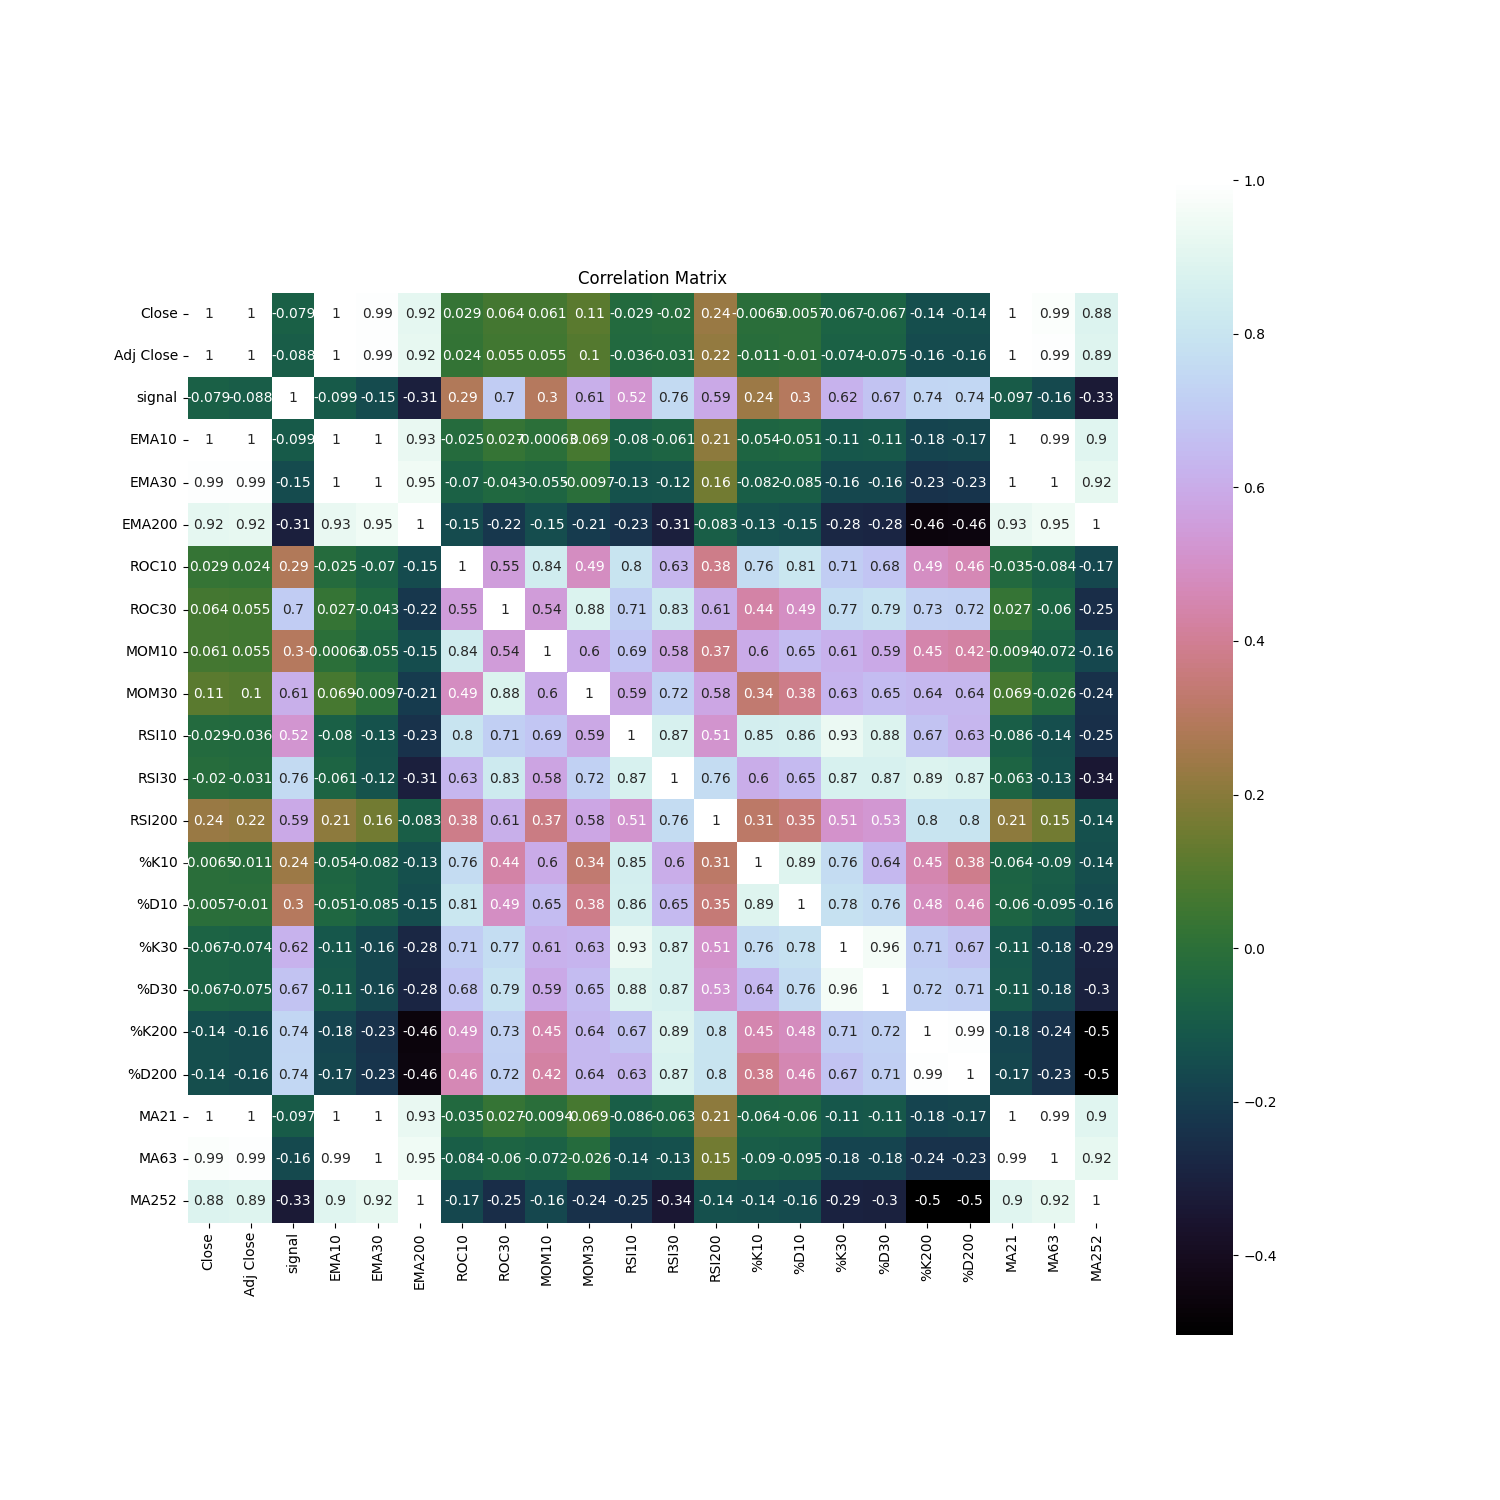 Correlation Matrix
1.0
Close 1 1 -0.079 1 0.99 0.92 0.029 0.064 0.061 0.11 -0.029 -0.02 0.24 -0.0065 -0.0057 -0.067 -0.067 -0.14 -0.14 1 0.99 0.88
Adj Close 1 1 -0.088 1 0.99 0.92 0.024 0.055 0.055 0.1 -0.036 -0.031 0.22 -0.011 -0.01 -0.074 -0.075 -0.16 -0.16 1 0.99 0.89
0.8
signal -0.079 -0.088 1 -0.099 -0.15 -0.31 0.29 0.7 0.3 0.61 0.52 0.76 0.59 0.24 0.3 0.62 0.67 0.74 0.74 -0.097 -0.16 -0.33
EMA10 1 1 -0.099 1 1 0.93 -0.025 0.027 -0.00063 0.069 -0.08 -0.061 0.21 -0.054 -0.051 -0.11 -0.11 -0.18 -0.17 1 0.99 0.9
EMA30 0.99 0.99 -0.15 1 1 0.95 -0.07 -0.043 -0.055 -0.0097 -0.13 -0.12 0.16 -0.082 -0.085 -0.16 -0.16 -0.23 -0.23 1 1 0.92
0.6
EMA200 0.92 0.92 -0.31 0.93 0.95 1 -0.15 -0.22 -0.15 -0.21 -0.23 -0.31 -0.083 -0.13 -0.15 -0.28 -0.28 -0.46 -0.46 0.93 0.95 1
ROC10 0.029 0.024 0.29 -0.025 -0.07 -0.15 1 0.55 0.84 0.49 0.8 0.63 0.38 0.76 0.81 0.71 0.68 0.49 0.46 -0.035 -0.084 -0.17
ROC30 0.064 0.055 0.7 0.027 -0.043 -0.22 0.55 1 0.54 0.88 0.71 0.83 0.61 0.44 0.49 0.77 0.79 0.73 0.72 0.027 -0.06 -0.25
0.4
MOM10 0.061 0.055 0.3 -0.00063 -0.055 -0.15 0.84 0.54 1 0.6 0.69 0.58 0.37 0.6 0.65 0.61 0.59 0.45 0.42 -0.0094 -0.072 -0.16
MOM30 0.11 0.1 0.61 0.069 -0.0097 -0.21 0.49 0.88 0.6 1 0.59 0.72 0.58 0.34 0.38 0.63 0.65 0.64 0.64 0.069 -0.026 -0.24
RSI10 -0.029 -0.036 0.52 -0.08 -0.13 -0.23 0.8 0.71 0.69 0.59 1 0.87 0.51 0.85 0.86 0.93 0.88 0.67 0.63 -0.086 -0.14 -0.25
RSI30 -0.02 -0.031 0.76 -0.061 -0.12 -0.31 0.63 0.83 0.58 0.72 0.87 1 0.76 0.6 0.65 0.87 0.87 0.89 0.87 -0.063 -0.13 -0.34
0.2
RSI200 0.24 0.22 0.59 0.21 0.16 -0.083 0.38 0.61 0.37 0.58 0.51 0.76 1 0.31 0.35 0.51 0.53 0.8 0.8 0.21 0.15 -0.14
%K10 -0.0065 -0.011 0.24 -0.054 -0.082 -0.13 0.76 0.44 0.6 0.34 0.85 0.6 0.31 1 0.89 0.76 0.64 0.45 0.38 -0.064 -0.09 -0.14
%D10 -0.0057 -0.01 0.3 -0.051 -0.085 -0.15 0.81 0.49 0.65 0.38 0.86 0.65 0.35 0.89 1 0.78 0.76 0.48 0.46 -0.06 -0.095 -0.16
%K30 -0.067 -0.074 0.62 -0.11 -0.16 -0.28 0.71 0.77 0.61 0.63 0.93 0.87 0.51 0.76 0.78 1 0.96 0.71 0.67 -0.11 -0.18 -0.29
0.0
%D30 -0.067 -0.075 0.67 -0.11 -0.16 -0.28 0.68 0.79 0.59 0.65 0.88 0.87 0.53 0.64 0.76 0.96 1 0.72 0.71 -0.11 -0.18 -0.3
%K200 -0.14 -0.16 0.74 -0.18 -0.23 -0.46 0.49 0.73 0.45 0.64 0.67 0.89 0.8 0.45 0.48 0.71 0.72 1 0.99 -0.18 -0.24 -0.5
%D200 -0.14 -0.16 0.74 -0.17 -0.23 -0.46 0.46 0.72 0.42 0.64 0.63 0.87 0.8 0.38 0.46 0.67 0.71 0.99 1 -0.17 -0.23 -0.5
−0.2
MA21 1 1 -0.097 1 1 0.93 -0.035 0.027 -0.0094 0.069 -0.086 -0.063 0.21 -0.064 -0.06 -0.11 -0.11 -0.18 -0.17 1 0.99 0.9
MA63 0.99 0.99 -0.16 0.99 1 0.95 -0.084 -0.06 -0.072 -0.026 -0.14 -0.13 0.15 -0.09 -0.095 -0.18 -0.18 -0.24 -0.23 0.99 1 0.92
MA252 0.88 0.89 -0.33 0.9 0.92 1 -0.17 -0.25 -0.16 -0.24 -0.25 -0.34 -0.14 -0.14 -0.16 -0.29 -0.3 -0.5 -0.5 0.9 0.92 1
−0.4
Close Adj Close signal EMA10 EMA30 EMA200 ROC10 ROC30 MOM10 MOM30 RSI10 RSI30 RSI200 %K10 %D10 %K30 %D30 %K200 %D200 MA21 MA63 MA252